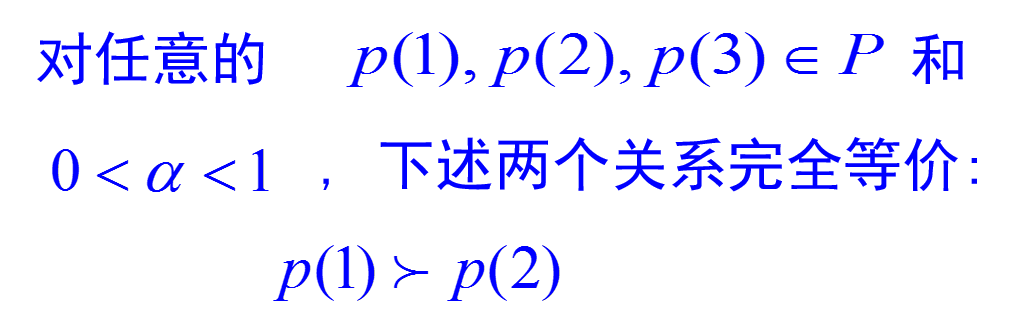 对任意的 p(1), p(2), p(3) ∈ P 和
0 < α < 1 ，下述两个关系完全等价:
p(1) ≻ p(2)